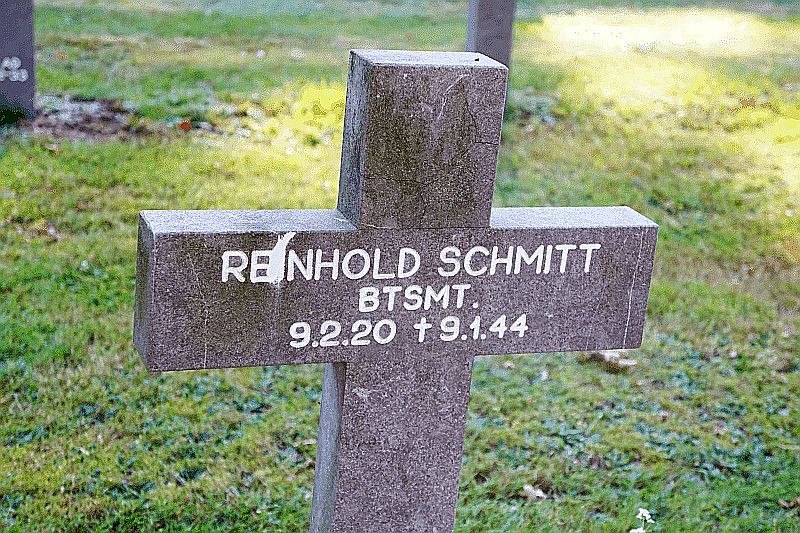 REINHOLD SCHMITT
BTSMT.
9.2.20 † 9.1.44